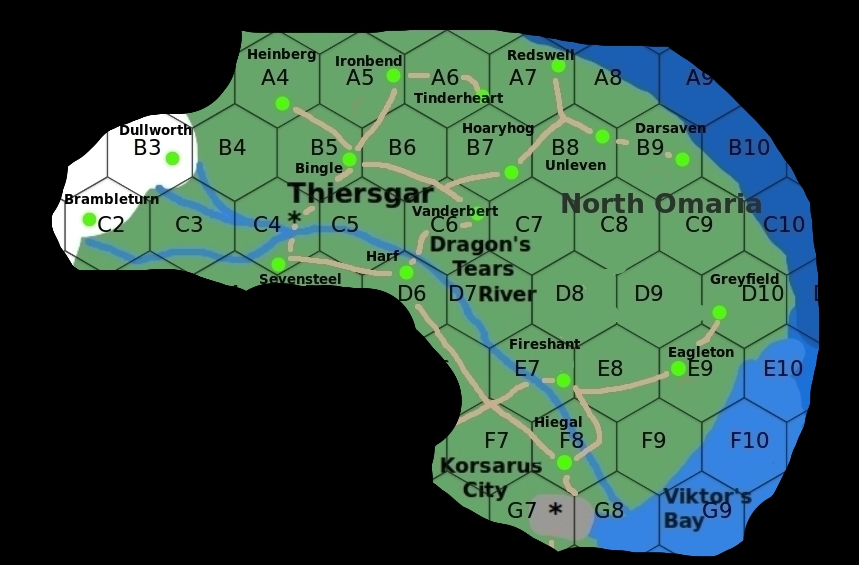 Heinberg
Ironbend
Redswell
A4
A5
A6
A7
A8
A9
Tinderheart
Dullworth
Hoaryhog
Darsaven
B3
B4
B5
B6
B7
B8
B9
B10
Bingle
Unleven
Thiersgar
Brambleturn
North Omaria
Vanderbert
C2
C3
C4
*
C5
C6
C7
C8
C9
C10
Dragon's
Tears
River
Harf
Sevensteel
Greyfield
D6
D7
D8
D9
D10
Fireshant
Eagleton
E7
E8
E9
E10
Hiegal
F7
F8
F9
F10
Korsarus
City
Viktor's
Bay
G7
*
G8
G9